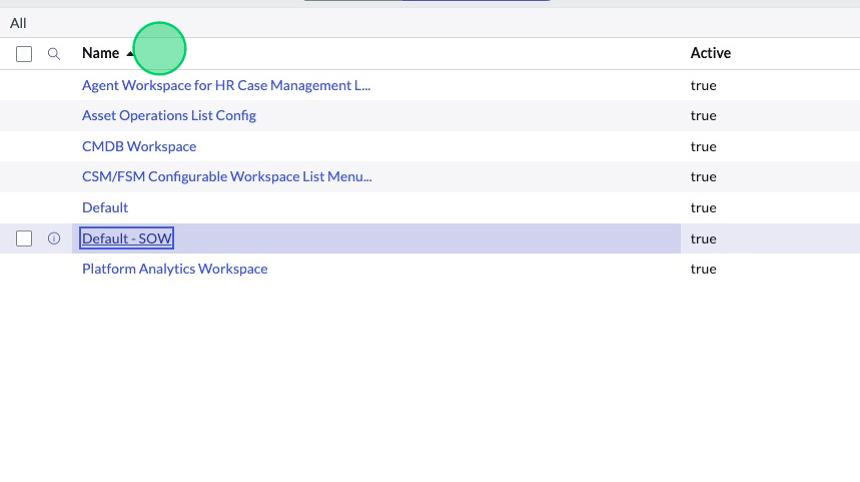 All
Name Active
Agent Workspace for HR Case Management L... true
Asset Operations List Config true
CMDB Workspace true
CSM/FSM Configurable Workspace List Menu... true
Default true
Default - SOW true
Platform Analytics Workspace true